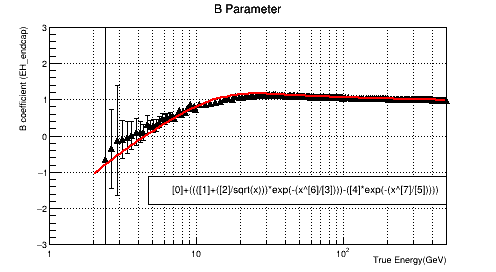 B Parameter
B coeficient (EH_endcap)
3
2
1
0
−1
−2
−3
[0]+((([1]+([2]/sqrt(x)))*exp(-(x^[6]/[3])))-([4]*exp(-(x^[7]/[5]))))
1
10
10²
True Energy(GeV)